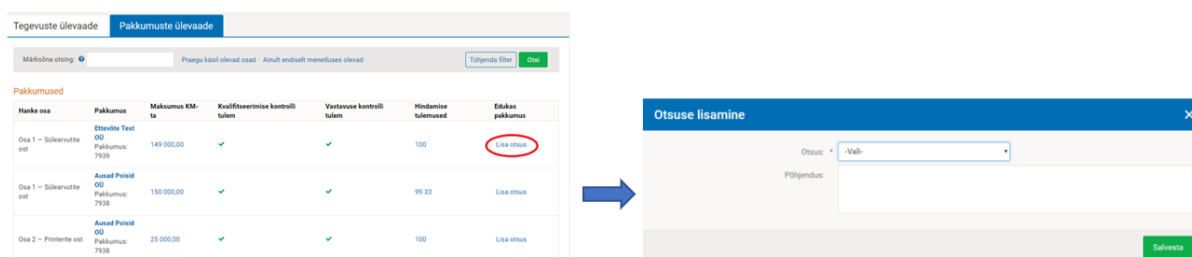 Tegevuste ülevaade Pakkumuste ülevaade
Märksõna otsing: Praegu käsil olevad osad Ainult endiselt menetluses olevad Tühjenda filter Otsi
Pakkumused
Hanke osa Pakkumus Maksumus KM-ta Kvalifitseerimise kontrolli tulem Vastavuse kontrolli tulem Hindamise tulemused Edukas pakkumus
Osa 1 — Sülearvutite ost Ettevõte Test OÜ Pakkumus: 7939 149 000,00 100 Lisa otsus
Osa 1 — Sülearvutite ost Ausad Poisid OÜ Pakkumus: 7938 150 000,00 99.33 Lisa otsus
Osa 2 — Printerite ost Ausad Poisid OÜ Pakkumus: 7938 25 000,00 100 Lisa otsus
Otsuse lisamine
Otsus: * -Vali-
Põhjendus:
Salvesta